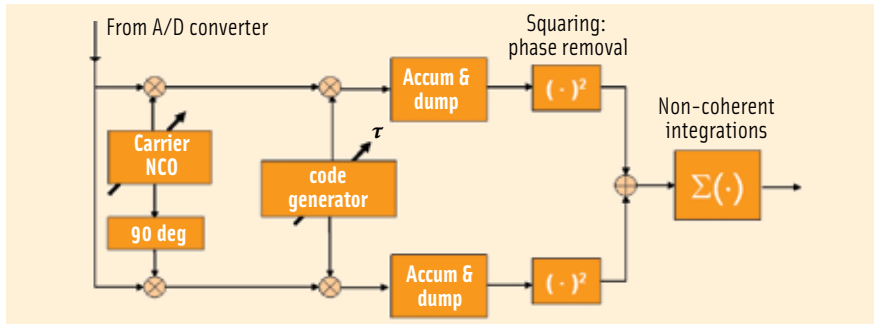 From A/D converter
Squaring:
phase removal
Accum &
dump
( · )²
Non-coherent
integrations
Carrier
NCO
τ
code
generator
Σ(·)
90 deg
Accum &
dump
( · )²